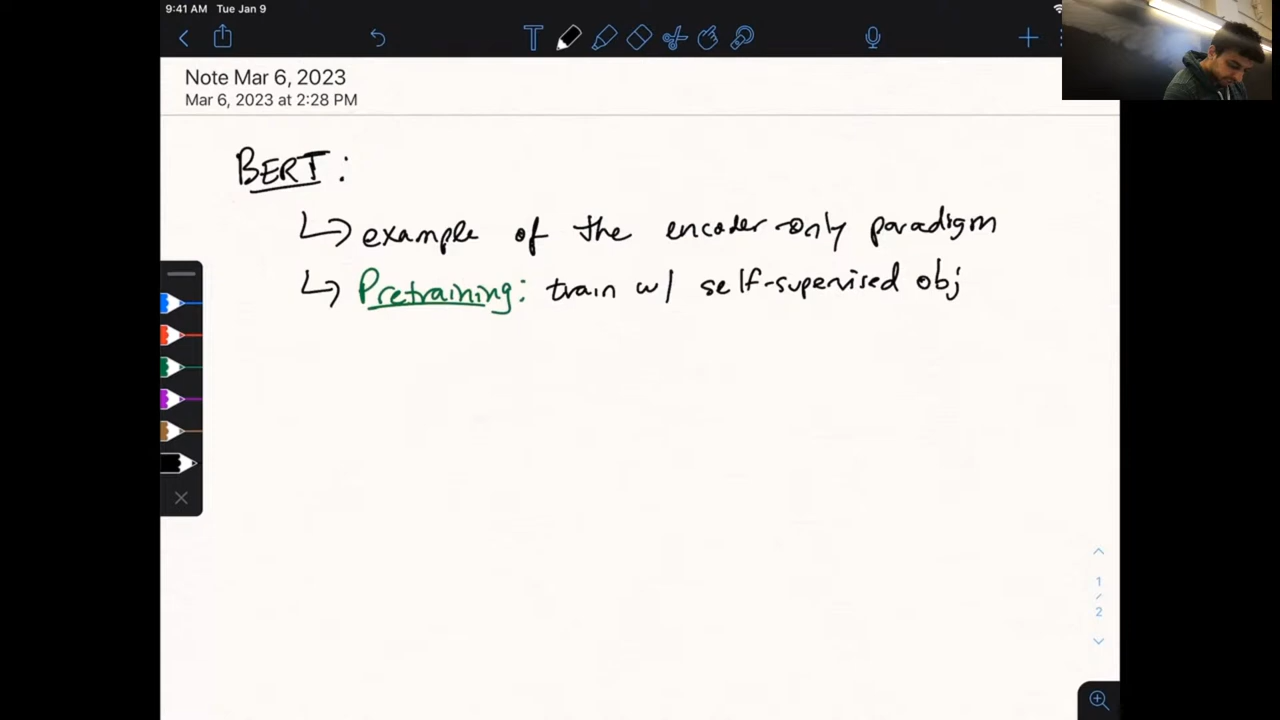 9:41 AM Tue Jan 9
Note Mar 6, 2023
Mar 6, 2023 at 2:28 PM
BERT:
↳ example of the encoder-only paradigm
↳ Pretraining: train w/ self-supervised obj
1
/
2